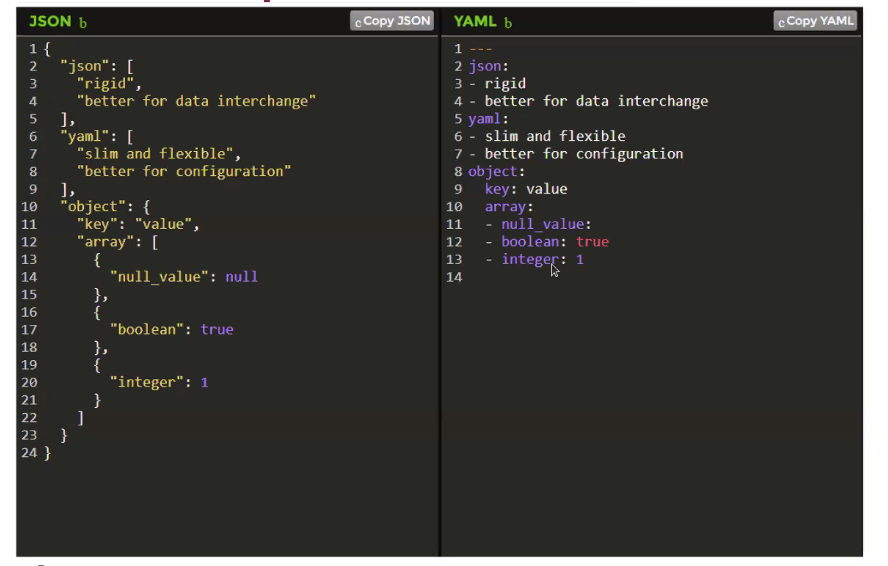 JSON b
c Copy JSON
1 {
2   "json": [
3     "rigid",
4     "better for data interchange"
5   ],
6   "yaml": [
7     "slim and flexible",
8     "better for configuration"
9   ],
10   "object": {
11     "key": "value",
12     "array": [
13       {
14         "null_value": null
15       },
16       {
17         "boolean": true
18       },
19       {
20         "integer": 1
21       }
22     ]
23   }
24 }
YAML b
c Copy YAML
1 ---
2 json:
3 - rigid
4 - better for data interchange
5 yaml:
6 - slim and flexible
7 - better for configuration
8 object:
9   key: value
10   array:
11   - null_value:
12   - boolean: true
13   - integer: 1
14